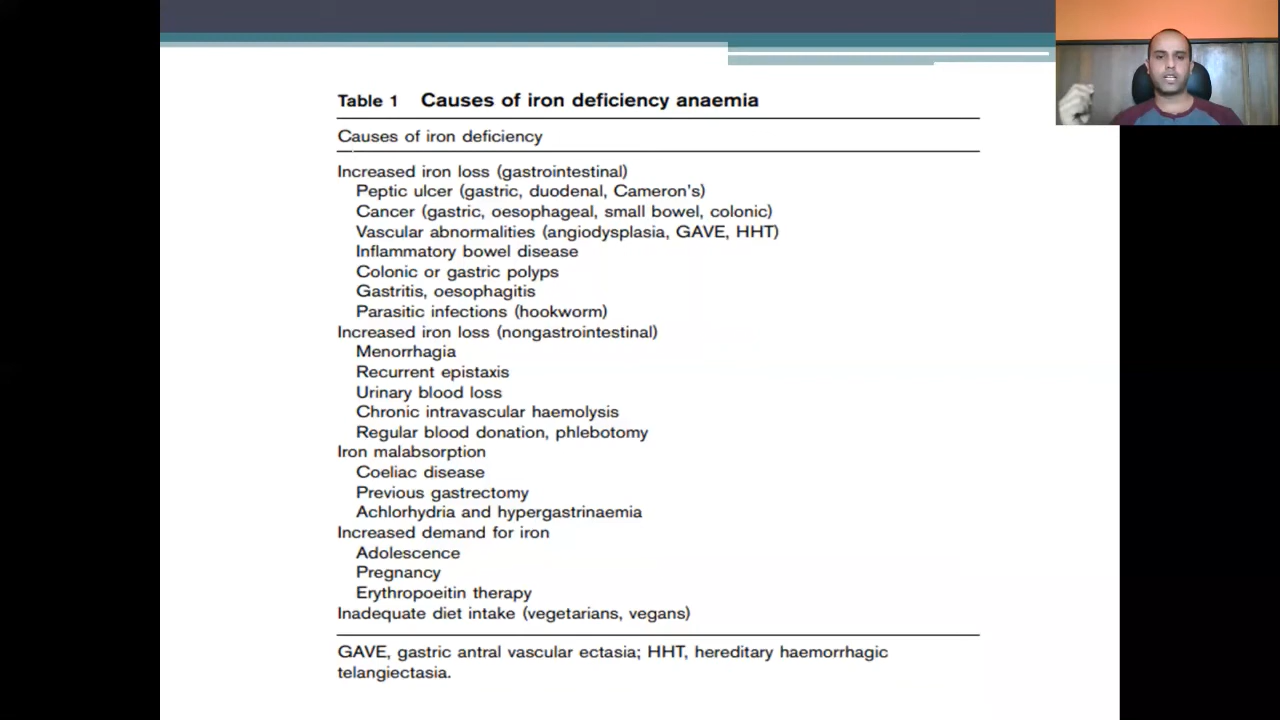 Table 1 Causes of iron deficiency anaemia
Causes of iron deficiency
Increased iron loss (gastrointestinal)
Peptic ulcer (gastric, duodenal, Cameron's)
Cancer (gastric, oesophageal, small bowel, colonic)
Vascular abnormalities (angiodysplasia, GAVE, HHT)
Inflammatory bowel disease
Colonic or gastric polyps
Gastritis, oesophagitis
Parasitic infections (hookworm)
Increased iron loss (nongastrointestinal)
Menorrhagia
Recurrent epistaxis
Urinary blood loss
Chronic intravascular haemolysis
Regular blood donation, phlebotomy
Iron malabsorption
Coeliac disease
Previous gastrectomy
Achlorhydria and hypergastrinaemia
Increased demand for iron
Adolescence
Pregnancy
Erythropoeitin therapy
Inadequate diet intake (vegetarians, vegans)
GAVE, gastric antral vascular ectasia; HHT, hereditary haemorrhagic
telangiectasia.